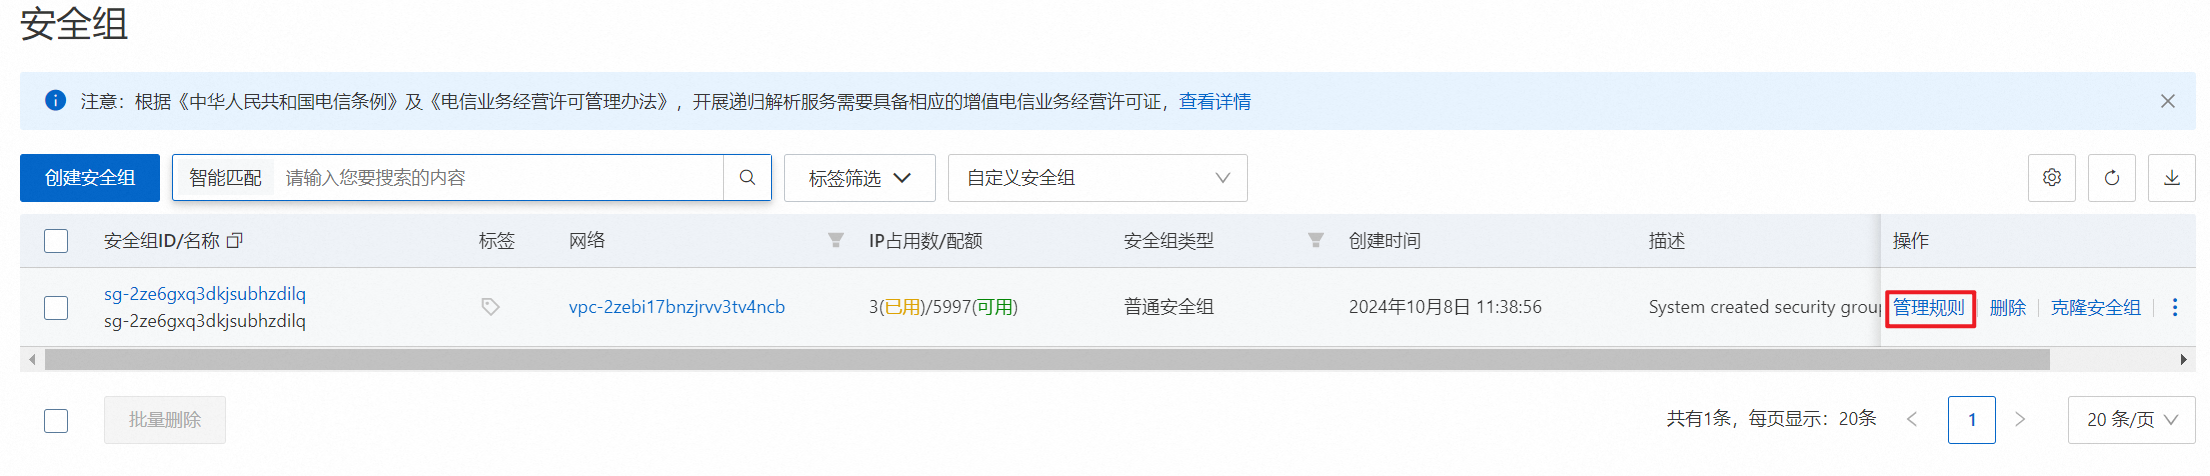 安全组
注意：根据《中华人民共和国电信条例》及《电信业务经营许可管理办法》，开展递归解析服务需要具备相应的增值电信业务经营许可证，查看详情
创建安全组 智能匹配 请输入您要搜索的内容 标签筛选 自定义安全组
安全组ID/名称 标签 网络 IP占用数/配额 安全组类型 创建时间 描述 操作
sg-2ze6gxq3dkjsubhzdilq
sg-2ze6gxq3dkjsubhzdilq
vpc-2zebi17bnzjrvv3tv4ncb 3(已用)/5997(可用) 普通安全组 2024年10月8日 11:38:56 System created security grou 管理规则 删除 克隆安全组
批量删除 共有1条，每页显示：20条 1 20 条/页